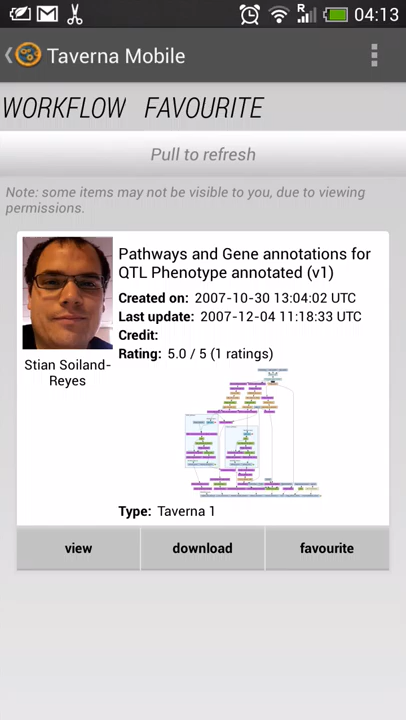 04:13
Taverna Mobile
WORKFLOW FAVOURITE
Pull to refresh
Note: some items may not be visible to you, due to viewing
permissions.
Pathways and Gene annotations for
QTL Phenotype annotated (v1)
Created on: 2007-10-30 13:04:02 UTC
Last update: 2007-12-04 11:18:33 UTC
Credit:
Rating: 5.0 / 5 (1 ratings)
Stian Soiland-
Reyes
Type: Taverna 1
view
download
favourite